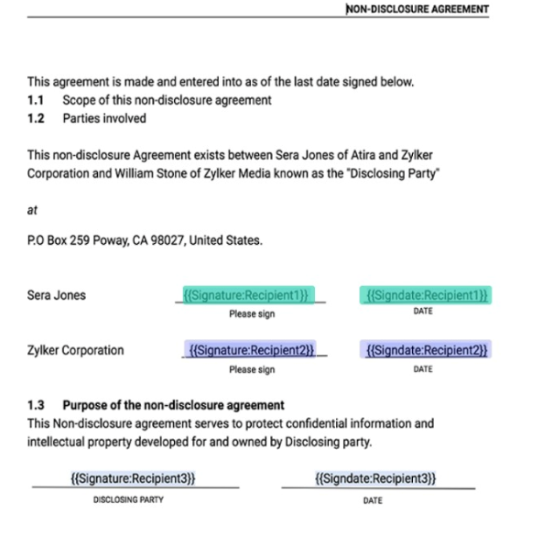 NON-DISCLOSURE AGREEMENT
This agreement is made and entered into as of the last date signed below.
1.1 Scope of this non-disclosure agreement
1.2 Parties involved
This non-disclosure Agreement exists between Sera Jones of Atira and Zylker
Corporation and William Stone of Zylker Media known as the "Disclosing Party"
at
P.O Box 259 Poway, CA 98027, United States.
Sera Jones {{Signature:Recipient1}} {{Signdate:Recipient1}}
Please sign DATE
Zylker Corporation {{Signature:Recipient2}} {{Signdate:Recipient2}}
Please sign DATE
1.3 Purpose of the non-disclosure agreement
This Non-disclosure agreement serves to protect confidential information and
intellectual property developed for and owned by Disclosing party.
{{Signature:Recipient3}} {{Signdate:Recipient3}}
DISCLOSING PARTY DATE